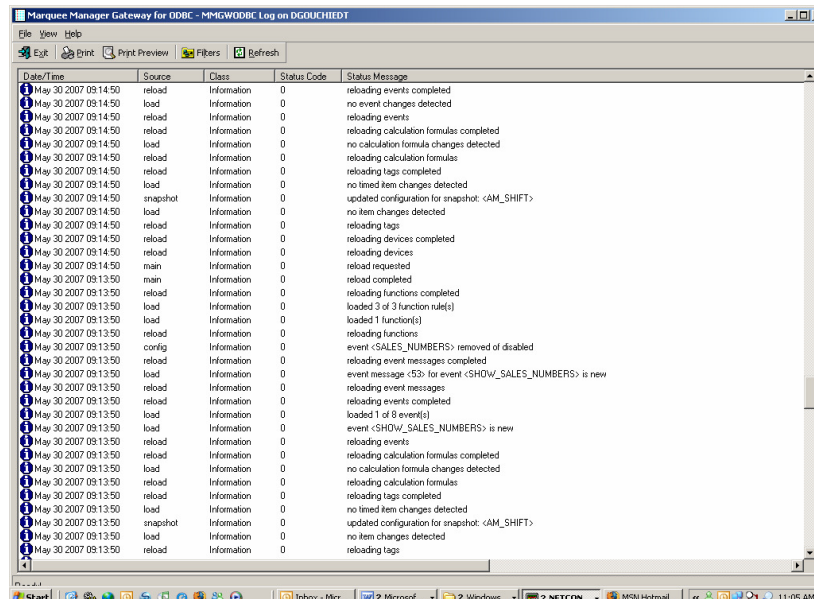 Marquee Manager Gateway for ODBC - MMGWODBC Log on DGOUCHIEDT
File View Help
Exit Print Print Preview Filters Refresh
Date/Time Source Class Status Code Status Message
May 30 2007 09:14:50 reload Information 0 reloading events completed
May 30 2007 09:14:50 load Information 0 no event changes detected
May 30 2007 09:14:50 reload Information 0 reloading events
May 30 2007 09:14:50 reload Information 0 reloading calculation formulas completed
May 30 2007 09:14:50 load Information 0 no calculation formula changes detected
May 30 2007 09:14:50 reload Information 0 reloading calculation formulas
May 30 2007 09:14:50 reload Information 0 reloading tags completed
May 30 2007 09:14:50 load Information 0 no timed item changes detected
May 30 2007 09:14:50 snapshot Information 0 updated configuration for snapshot: <AM_SHIFT>
May 30 2007 09:14:50 load Information 0 no item changes detected
May 30 2007 09:14:50 reload Information 0 reloading tags
May 30 2007 09:14:50 reload Information 0 reloading devices completed
May 30 2007 09:14:50 reload Information 0 reloading devices
May 30 2007 09:14:50 main Information 0 reload requested
May 30 2007 09:13:50 main Information 0 reload completed
May 30 2007 09:13:50 reload Information 0 reloading functions completed
May 30 2007 09:13:50 load Information 0 loaded 3 of 3 function rule(s)
May 30 2007 09:13:50 load Information 0 loaded 1 function(s)
May 30 2007 09:13:50 reload Information 0 reloading functions
May 30 2007 09:13:50 config Information 0 event <SALES_NUMBERS> removed of disabled
May 30 2007 09:13:50 reload Information 0 reloading event messages completed
May 30 2007 09:13:50 load Information 0 event message <53> for event <SHOW_SALES_NUMBERS> is new
May 30 2007 09:13:50 reload Information 0 reloading event messages
May 30 2007 09:13:50 reload Information 0 reloading events completed
May 30 2007 09:13:50 load Information 0 loaded 1 of 8 event(s)
May 30 2007 09:13:50 load Information 0 event <SHOW_SALES_NUMBERS> is new
May 30 2007 09:13:50 reload Information 0 reloading events
May 30 2007 09:13:50 reload Information 0 reloading calculation formulas completed
May 30 2007 09:13:50 load Information 0 no calculation formula changes detected
May 30 2007 09:13:50 reload Information 0 reloading calculation formulas
May 30 2007 09:13:50 reload Information 0 reloading tags completed
May 30 2007 09:13:50 load Information 0 no timed item changes detected
May 30 2007 09:13:50 snapshot Information 0 updated configuration for snapshot: <AM_SHIFT>
May 30 2007 09:13:50 load Information 0 no item changes detected
May 30 2007 09:13:50 reload Information 0 reloading tags
Start Inbox - Micr... 2 Microsof... 2 Windows... 2 NETCON... MSN Hotmail... 11:05 AM